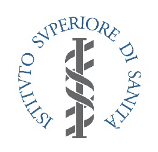 ISTITVTO SVPERIORE DI SANITÀ